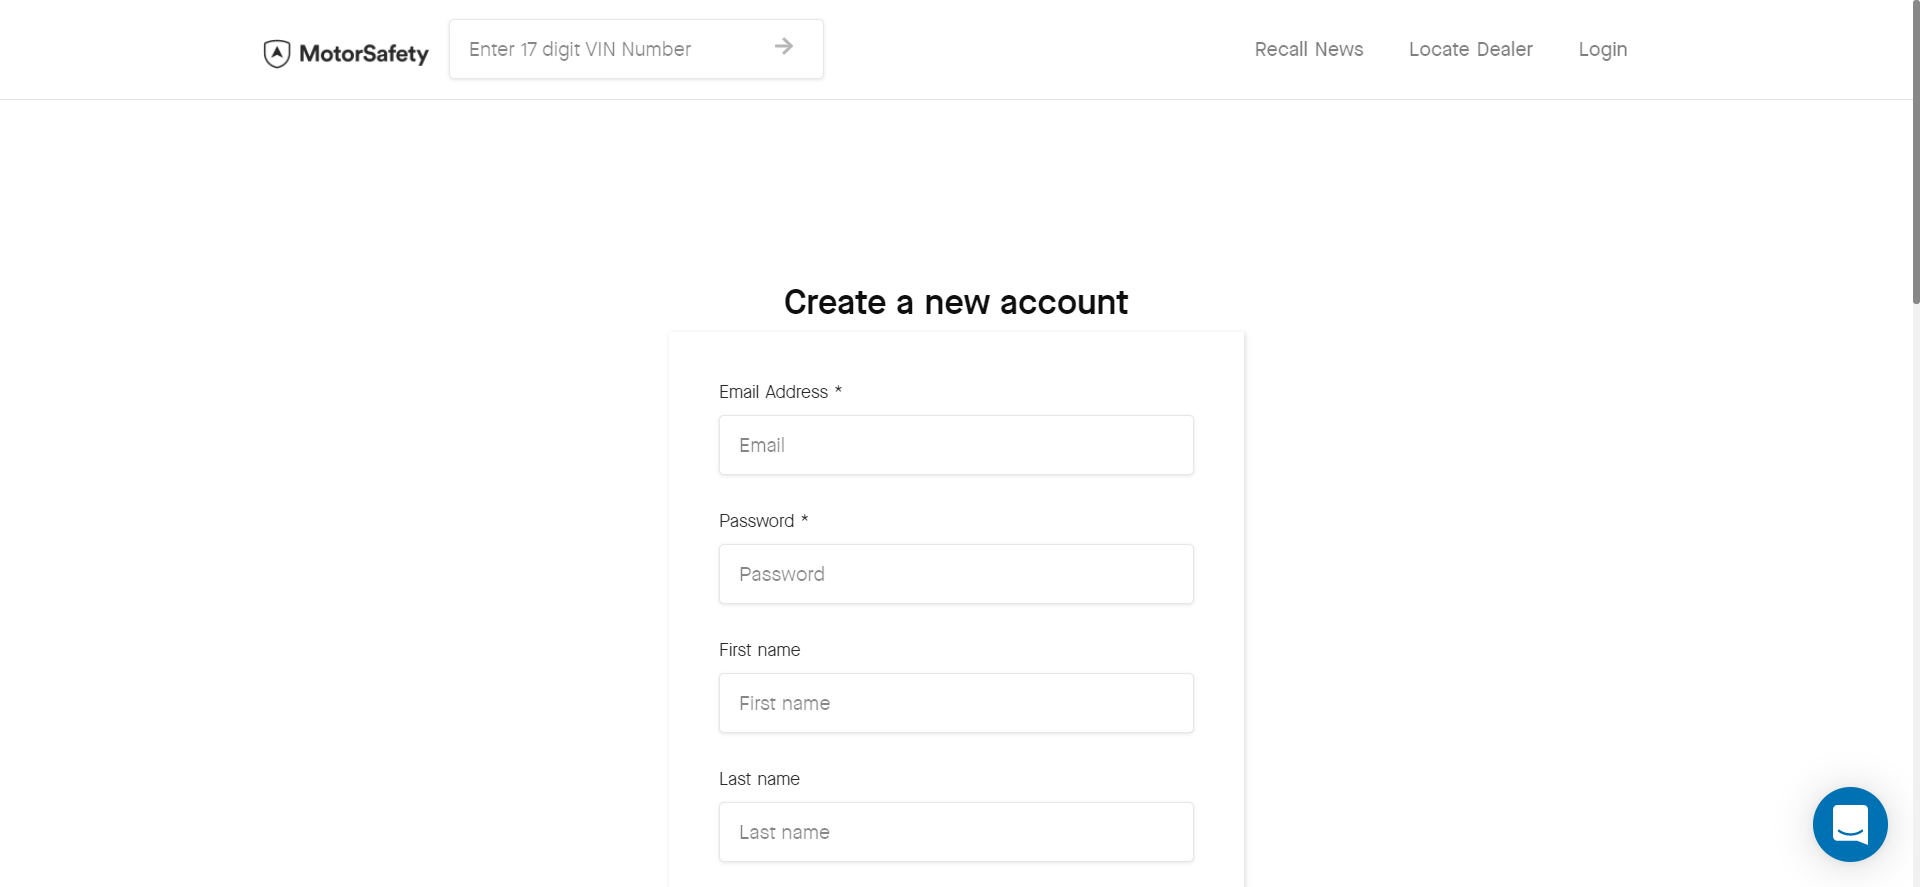 MotorSafety
Enter 17 digit VIN Number
Recall News
Locate Dealer
Login
Create a new account
Email Address *
Email
Password *
Password
First name
First name
Last name
Last name